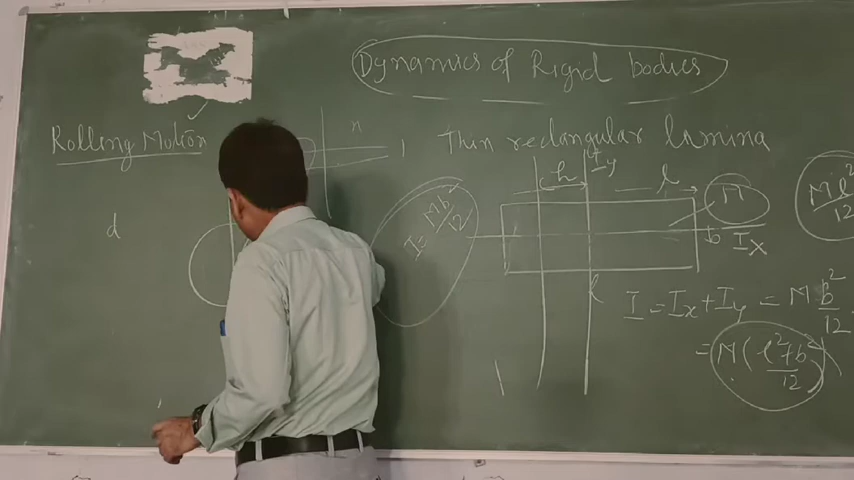 Dynamics of Rigid bodies
Rolling Motion
n
Thin rectangular lamina
h
y
l
M
b
Ix
Ml²/12
d
I = Mb²/12
I = Ix + Iy = M b²/12
= M (l² + b²/12)